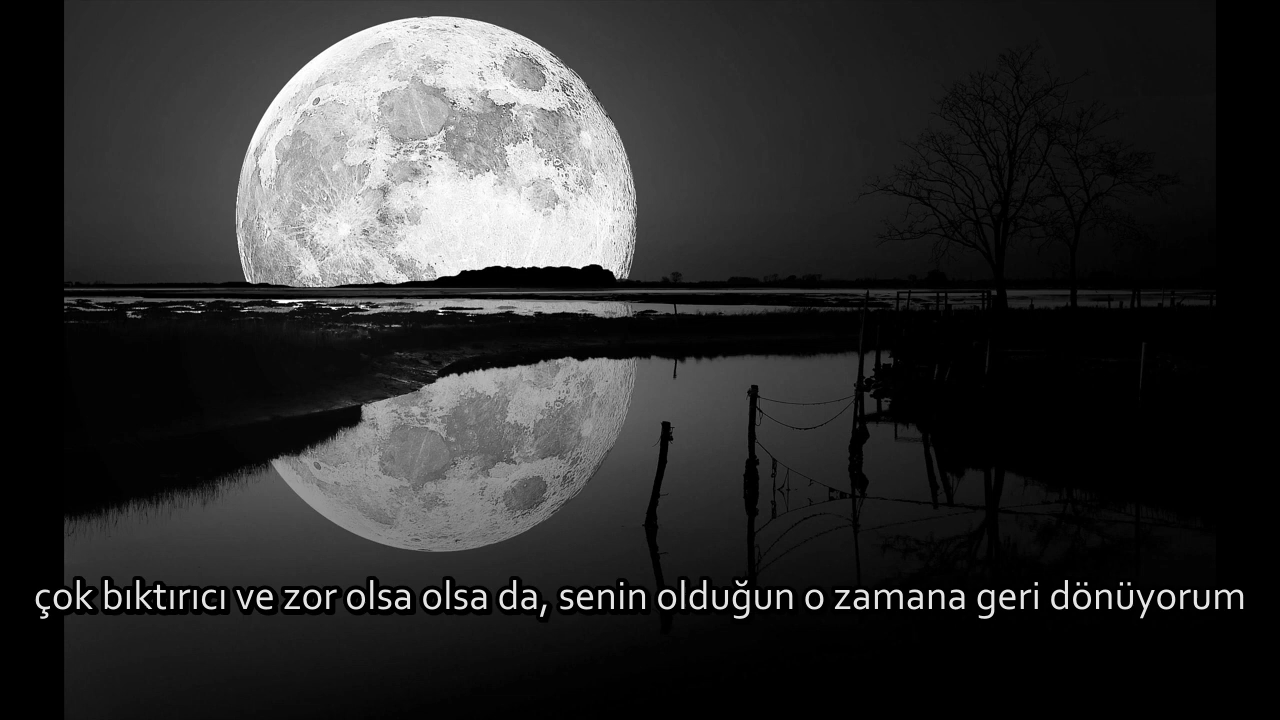 çok bıktırıcı ve zor olsa olsa da, senin olduğun o zamana geri dönüyorum